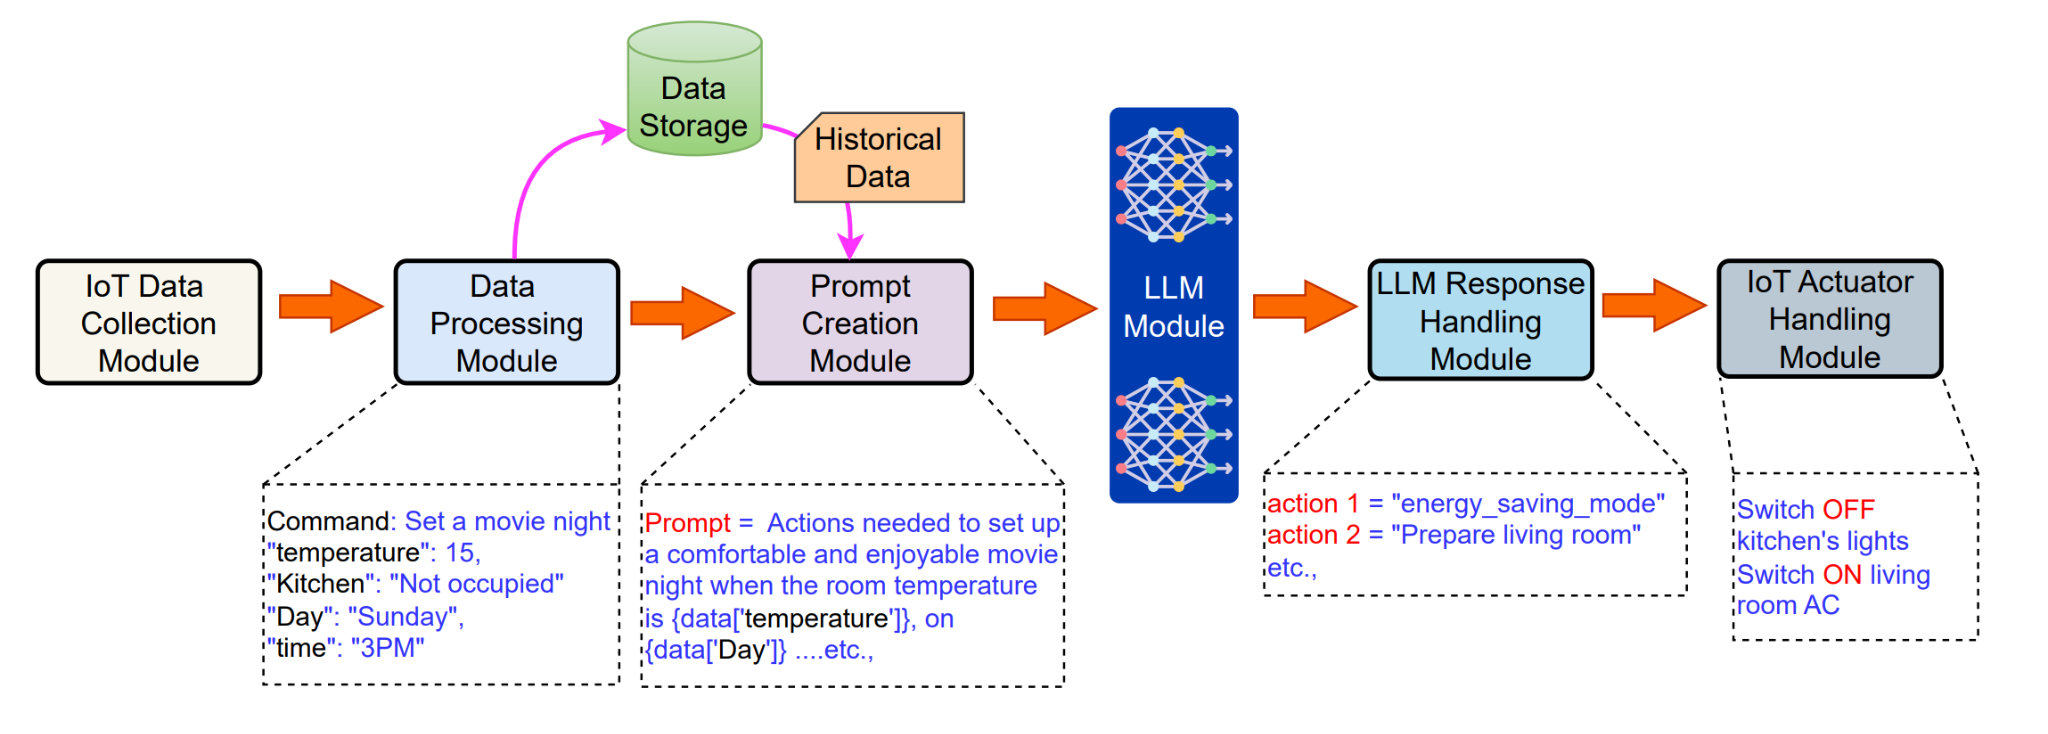 Data
Storage
Historical
Data
IoT Data
Collection
Module
Data
Processing
Module
Prompt
Creation
Module
LLM
Module
LLM Response
Handling
Module
IoT Actuator
Handling
Module
Command: Set a movie night
"temperature": 15,
"Kitchen": "Not occupied"
"Day": "Sunday",
"time": "3PM"
Prompt = Actions needed to set up
a comfortable and enjoyable movie
night when the room temperature
is {data['temperature']}, on
{data['Day']} ....etc.,
action 1 = "energy_saving_mode"
action 2 = "Prepare living room"
etc.,
Switch OFF
kitchen's lights
Switch ON living
room AC